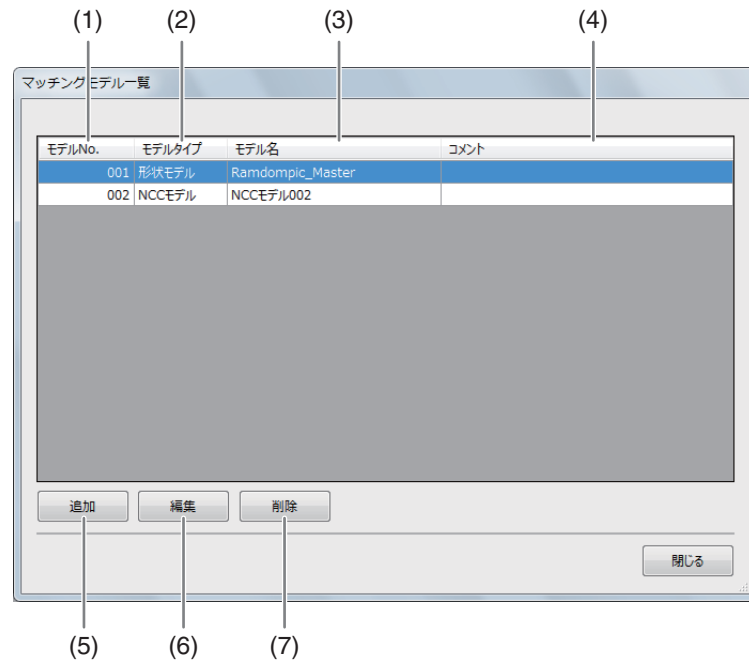 (1) (2) (3) (4)
マッチングモデル一覧
モデルNo. モデルタイプ モデル名 コメント
001 形状モデル Ramdompic_Master
002 NCCモデル NCCモデル002
追加 編集 削除
閉じる
(5) (6) (7)